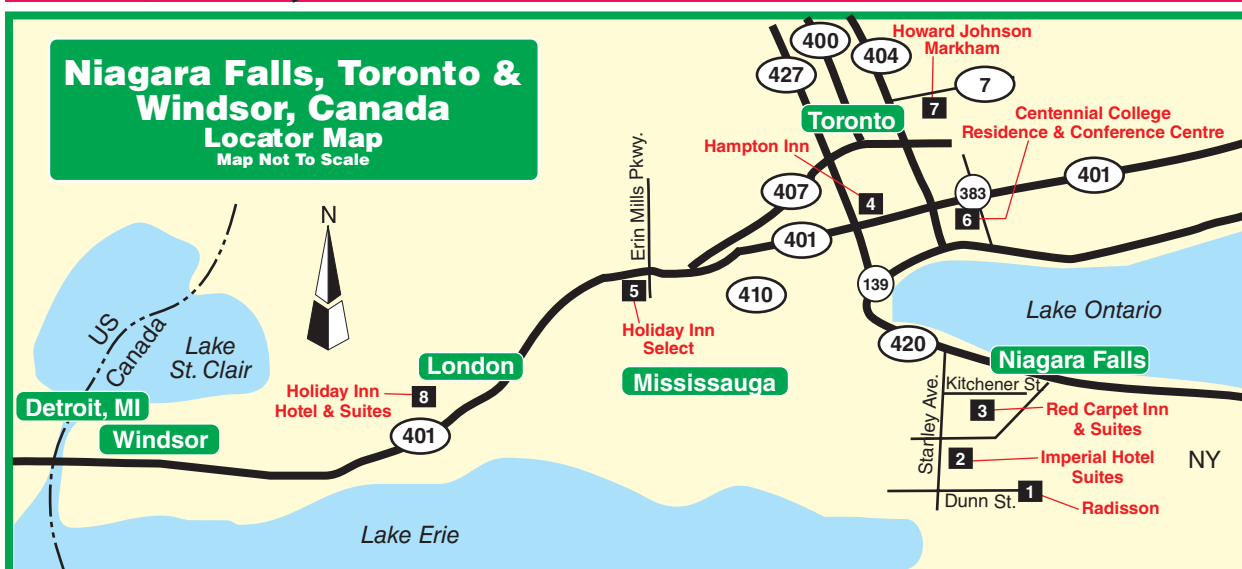 Niagara Falls, Toronto &
Windsor, Canada
Locator Map
Map Not To Scale
400
404
427
Howard Johnson
Markham
7
7
Toronto
Centennial College
Residence & Conference Centre
Hampton Inn
Erin Mills Pkwy.
407
4
383
401
6
401
N
5
410
139
Holiday Inn
Select
Lake Ontario
US
Canada
Lake
St. Clair
London
Mississauga
420
Niagara Falls
Kitchener St.
Stanley Ave.
Holiday Inn
Hotel & Suites
8
Detroit, MI
Windsor
401
3
Red Carpet Inn
& Suites
2
Imperial Hotel
Suites
NY
Dunn St.
1
Radisson
Lake Erie